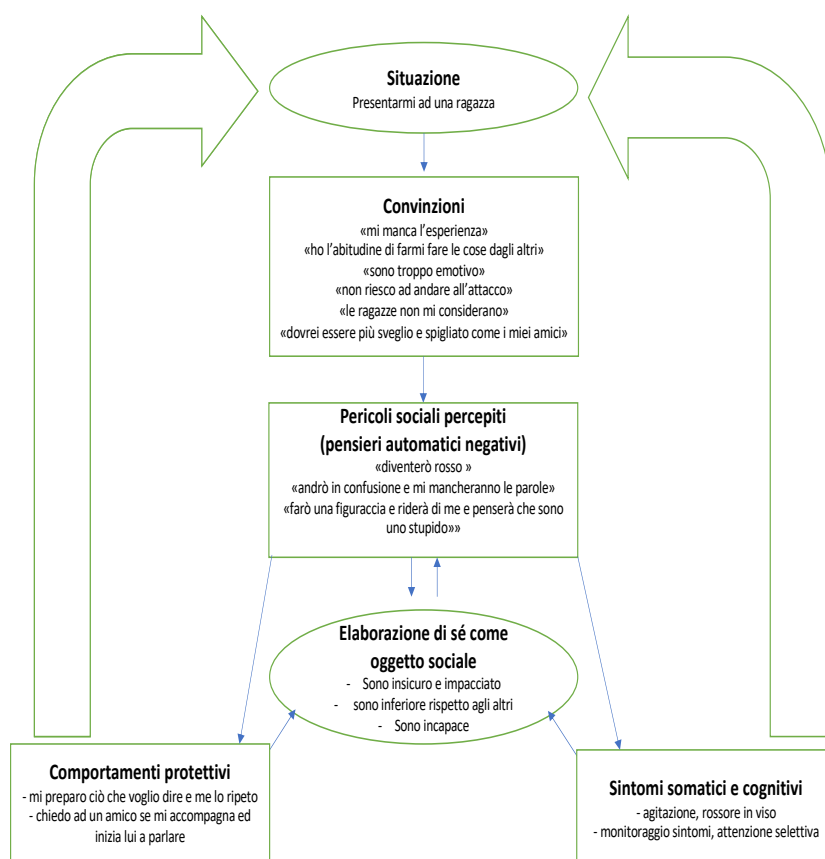 Situazione
Presentarmi ad una ragazza
Convinzioni
«mi manca l'esperienza»
«ho l'abitudine di farmi fare le cose dagli altri»
«sono troppo emotivo»
«non riesco ad andare all'attacco»
«le ragazze non mi considerano»
«dovrei essere più sveglio e spigliato come i miei amici»
Pericoli sociali percepiti
(pensieri automatici negativi)
«diventerò rosso »
«andrò in confusione e mi mancheranno le parole»
«farò una figuraccia e riderà di me e penserà che sono
uno stupido»»
Elaborazione di sé come
oggetto sociale
- Sono insicuro e impacciato
- sono inferiore rispetto agli altri
- Sono incapace
Comportamenti protettivi
- mi preparo ciò che voglio dire e me lo ripeto
- chiedo ad un amico se mi accompagna ed
inizia lui a parlare
Sintomi somatici e cognitivi
- agitazione, rossore in viso
- monitoraggio sintomi, attenzione selettiva